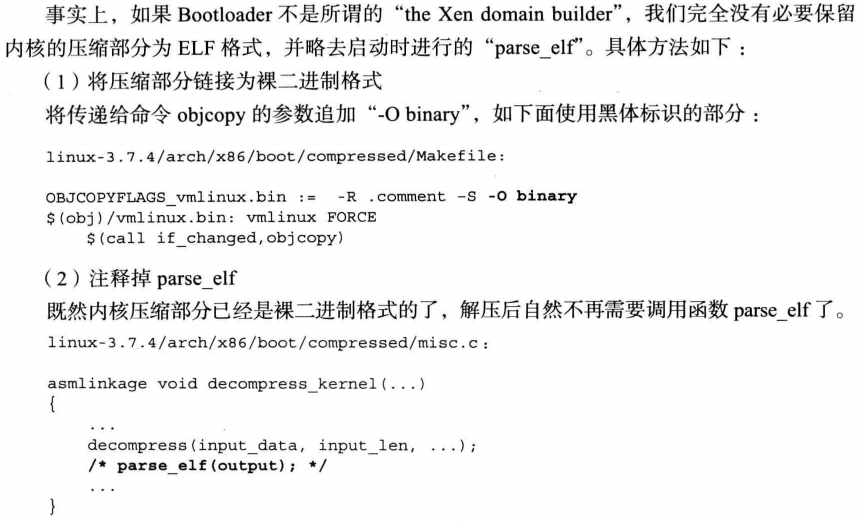 事实上，如果 Bootloader 不是所谓的“the Xen domain builder”，我们完全没有必要保留
内核的压缩部分为 ELF 格式，并略去启动时进行的“parse_elf”。具体方法如下：
（1）将压缩部分链接为裸二进制格式
将传递给命令 objcopy 的参数追加“-O binary”，如下面使用黑体标识的部分：
linux-3.7.4/arch/x86/boot/compressed/Makefile:
OBJCOPYFLAGS_vmlinux.bin := -R .comment –S -O binary
$(obj)/vmlinux.bin: vmlinux FORCE
$(call if_changed,objcopy)
（2）注释掉 parse_elf
既然内核压缩部分已经是裸二进制格式的了，解压后自然不再需要调用函数 parse_elf 了。
linux-3.7.4/arch/x86/boot/compressed/misc.c:
asmlinkage void decompress_kernel(...)
{
...
decompress(input_data, input_len, ...);
/* parse_elf(output); */
...
}